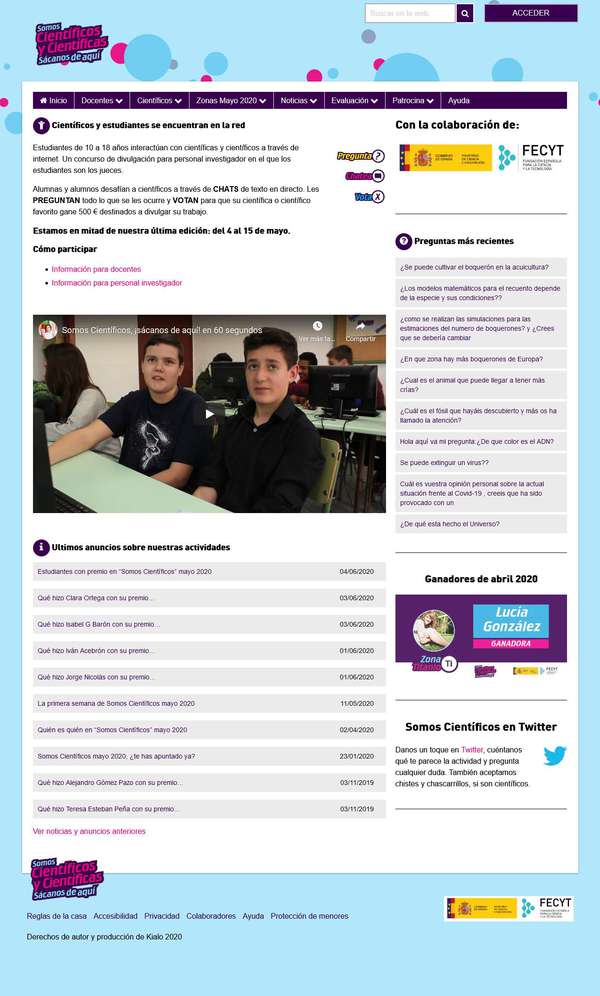 Somos
Científicos
y Científicas
Sácanos de aquí
Buscar en la web
ACCEDER
Inicio
Docentes
Científicos
Zonas Mayo 2020
Noticias
Evaluación
Patrocina
Ayuda
Científicos y estudiantes se encuentran en la red
Estudiantes de 10 a 18 años interactúan con científicas y científicos a través de
internet. Un concurso de divulgación para personal investigador en el que los
estudiantes son los jueces.
Alumnas y alumnos desafían a científicos a través de CHATS de texto en directo. Les
PREGUNTAN todo lo que se les ocurre y VOTAN para que su científica o científico
favorito gane 500 € destinados a divulgar su trabajo.
Pregunta ?
Chatea
Vota X
Estamos en mitad de nuestra última edición: del 4 al 15 de mayo.
Cómo participar
Información para docentes
Información para personal investigador
Somos Científicos, ¡sácanos de aquí! en 60 segundos
Ver más la...
Compartir
Ultimos anuncios sobre nuestras actividades
Estudiantes con premio en “Somos Científicos” mayo 2020 04/06/2020
Qué hizo Clara Ortega con su premio… 03/06/2020
Qué hizo Isabel G Barón con su premio… 03/06/2020
Qué hizo Iván Acebrón con su premio… 01/06/2020
Qué hizo Jorge Nicolás con su premio… 01/06/2020
La primera semana de Somos Científicos mayo 2020 11/05/2020
Quién es quién en “Somos Científicos” mayo 2020 02/04/2020
Somos Científicos mayo 2020, ¿te has apuntado ya? 23/01/2020
Qué hizo Alejandro Gómez Pazo con su premio… 03/11/2019
Qué hizo Teresa Esteban Peña con su premio… 03/11/2019
Ver noticias y anuncios anteriores
Con la colaboración de:
FECYT
FUNDACIÓN ESPAÑOLA
PARA LA CIENCIA
Y LA TECNOLOGÍA
Preguntas más recientes
¿Se puede cultivar el boquerón en la acuicultura?
¿Los modelos matemáticos para el recuento depende
de la especie y sus condiciones??
¿como se realizan las simulaciones para las
estimaciones del numero de boquerones? y ¿Crees
que se debería cambiar
¿En que zona hay más boquerones de Europa?
¿Cual es el animal que puede llegar a tener más
crías?
¿Cuál es el fósil que hayáis descubierto y más os ha
llamado la atención?
Hola aquí va mi pregunta:¿De que color es el ADN?
Se puede extinguir un virus??
Cuál es vuestra opinión personal sobre la actual
situación frente al Covid-19 , creeis que ha sido
provocado con un
¿De qué esta hecho el Universo?
Ganadores de abril 2020
Lucía
González
GANADORA
Zona
Titanio
Ti
Somos Científicos en Twitter
Danos un toque en Twitter, cuéntanos
qué te parece la actividad y pregunta
cualquier duda. También aceptamos
chistes y chascarrillos, si son científicos.
Somos
Científicos
y Científicas
Sácanos de aquí
FECYT
Reglas de la casa Accesibilidad Privacidad Colaboradores Ayuda Protección de menores
Derechos de autor y producción de Kialo 2020